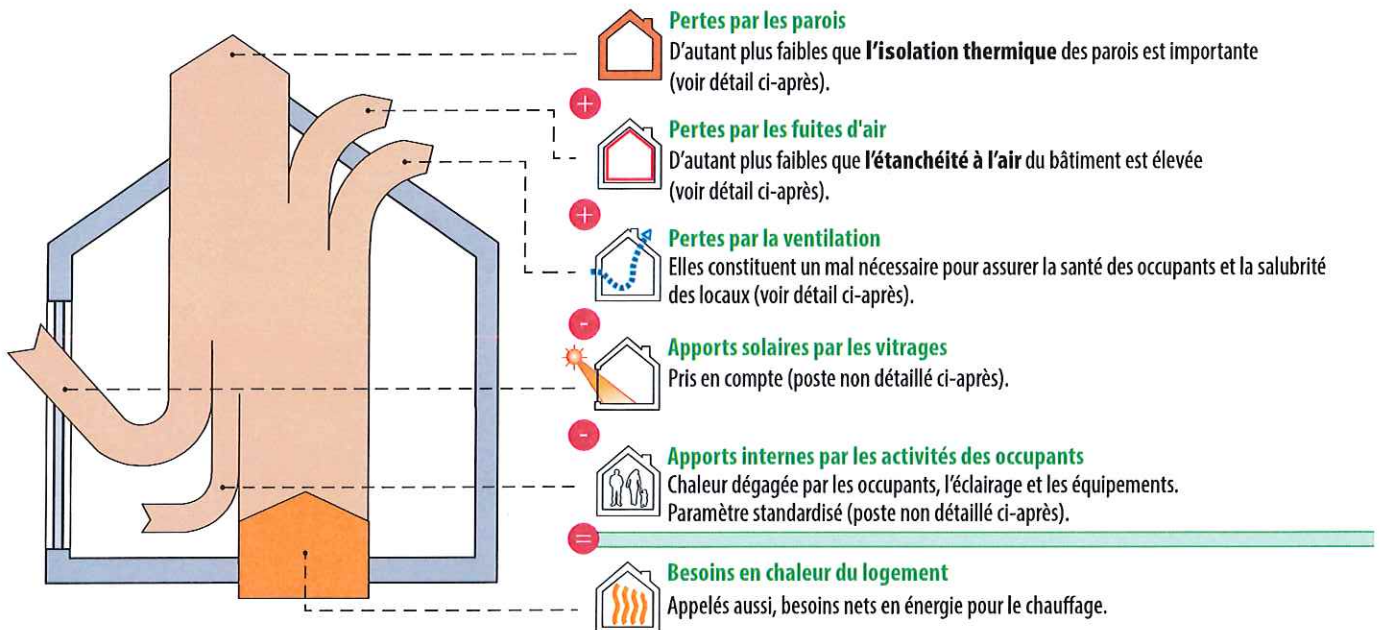 Pertes par les parois
D'autant plus faibles que l'isolation thermique des parois est importante
(voir détail ci-après).
+
Pertes par les fuites d'air
D'autant plus faibles que l'étanchéité à l'air du bâtiment est élevée
(voir détail ci-après).
+
Pertes par la ventilation
Elles constituent un mal nécessaire pour assurer la santé des occupants et la salubrité
des locaux (voir détail ci-après).
-
Apports solaires par les vitrages
Pris en compte (poste non détaillé ci-après).
-
Apports internes par les activités des occupants
Chaleur dégagée par les occupants, l'éclairage et les équipements.
Paramètre standardisé (poste non détaillé ci-après).
=
Besoins en chaleur du logement
Appelés aussi, besoins nets en énergie pour le chauffage.